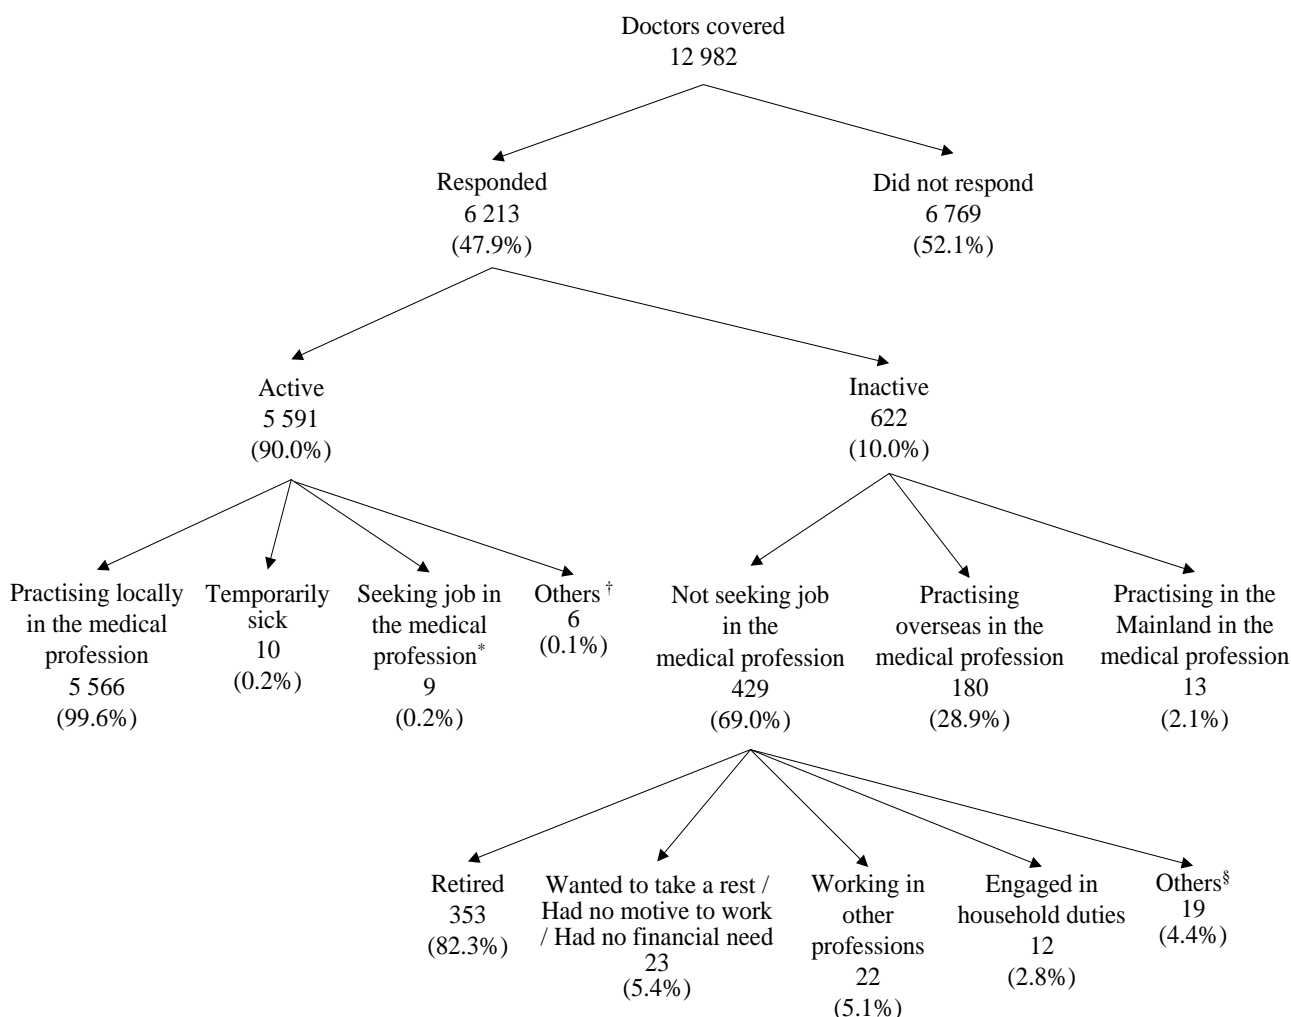 Doctors covered
12 982
Responded
6 213
(47.9%)
Did not respond
6 769
(52.1%)
Active
5 591
(90.0%)
Inactive
622
(10.0%)
Practising locally
in the medical
profession
5 566
(99.6%)
Temporarily
sick
10
(0.2%)
Seeking job in
the medical
profession*
9
(0.2%)
Others †
6
(0.1%)
Not seeking job
in the
medical profession
429
(69.0%)
Practising
overseas in the
medical profession
180
(28.9%)
Practising in the
Mainland in the
medical profession
13
(2.1%)
Retired
353
(82.3%)
Wanted to take a rest /
Had no motive to work
/ Had no financial need
23
(5.4%)
Working in
other
professions
22
(5.1%)
Engaged in
household duties
12
(2.8%)
Others§
19
(4.4%)